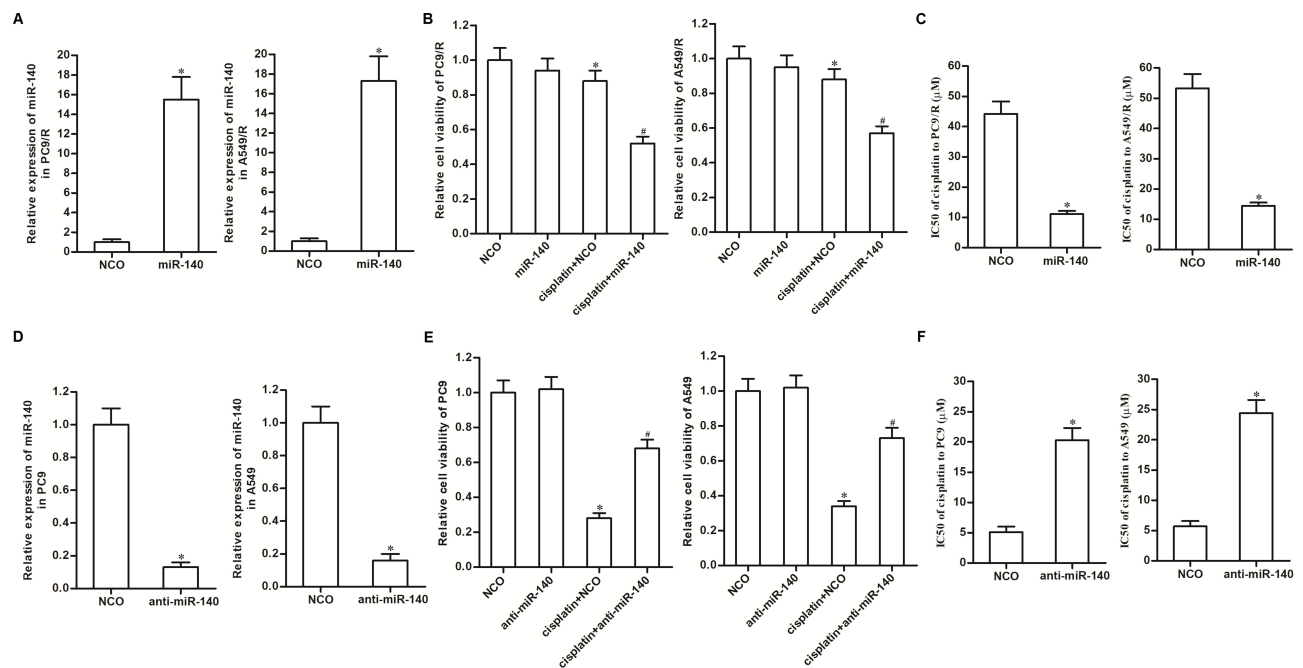 A
Relative expression of miR-140
in PC9/R
20
18
16
14
12
10
8
6
4
2
0
*
NCO
miR-140
Relative expression of miR-140
in A549/R
20
18
16
14
12
10
8
6
4
2
0
*
NCO
miR-140
B
Relative cell viability of PC9/R
1.2
1.0
0.8
0.6
0.4
0.2
0.0
*
#
NCO
miR-140
cisplatin+NCO
cisplatin+miR-140
Relative cell viability of A549/R
1.2
1.0
0.8
0.6
0.4
0.2
0.0
*
#
NCO
miR-140
cisplatin+NCO
cisplatin+miR-140
C
IC50 of cisplatin to PC9/R (μM)
60
50
40
30
20
10
0
*
NCO
miR-140
IC50 of cisplatin to A549/R (μM)
60
50
40
30
20
10
0
*
NCO
miR-140
D
Relative expression of miR-140
in PC9
1.2
1.0
0.8
0.6
0.4
0.2
0.0
*
NCO
anti-miR-140
Relative expression of miR-140
in A549
1.2
1.0
0.8
0.6
0.4
0.2
0.0
*
NCO
anti-miR-140
E
Relative cell viability of PC9
1.2
1.0
0.8
0.6
0.4
0.2
0.0
*
#
NCO
anti-miR-140
cisplatin+NCO
cisplatin+anti-miR-140
Relative cell viability of A549
1.2
1.0
0.8
0.6
0.4
0.2
0.0
*
#
NCO
anti-miR-140
cisplatin+NCO
cisplatin+anti-miR-140
F
IC50 of cisplatin to PC9 (μM)
30
25
20
15
10
5
0
*
NCO
anti-miR-140
IC50 of cisplatin to A549 (μM)
30
25
20
15
10
5
0
*
NCO
anti-miR-140